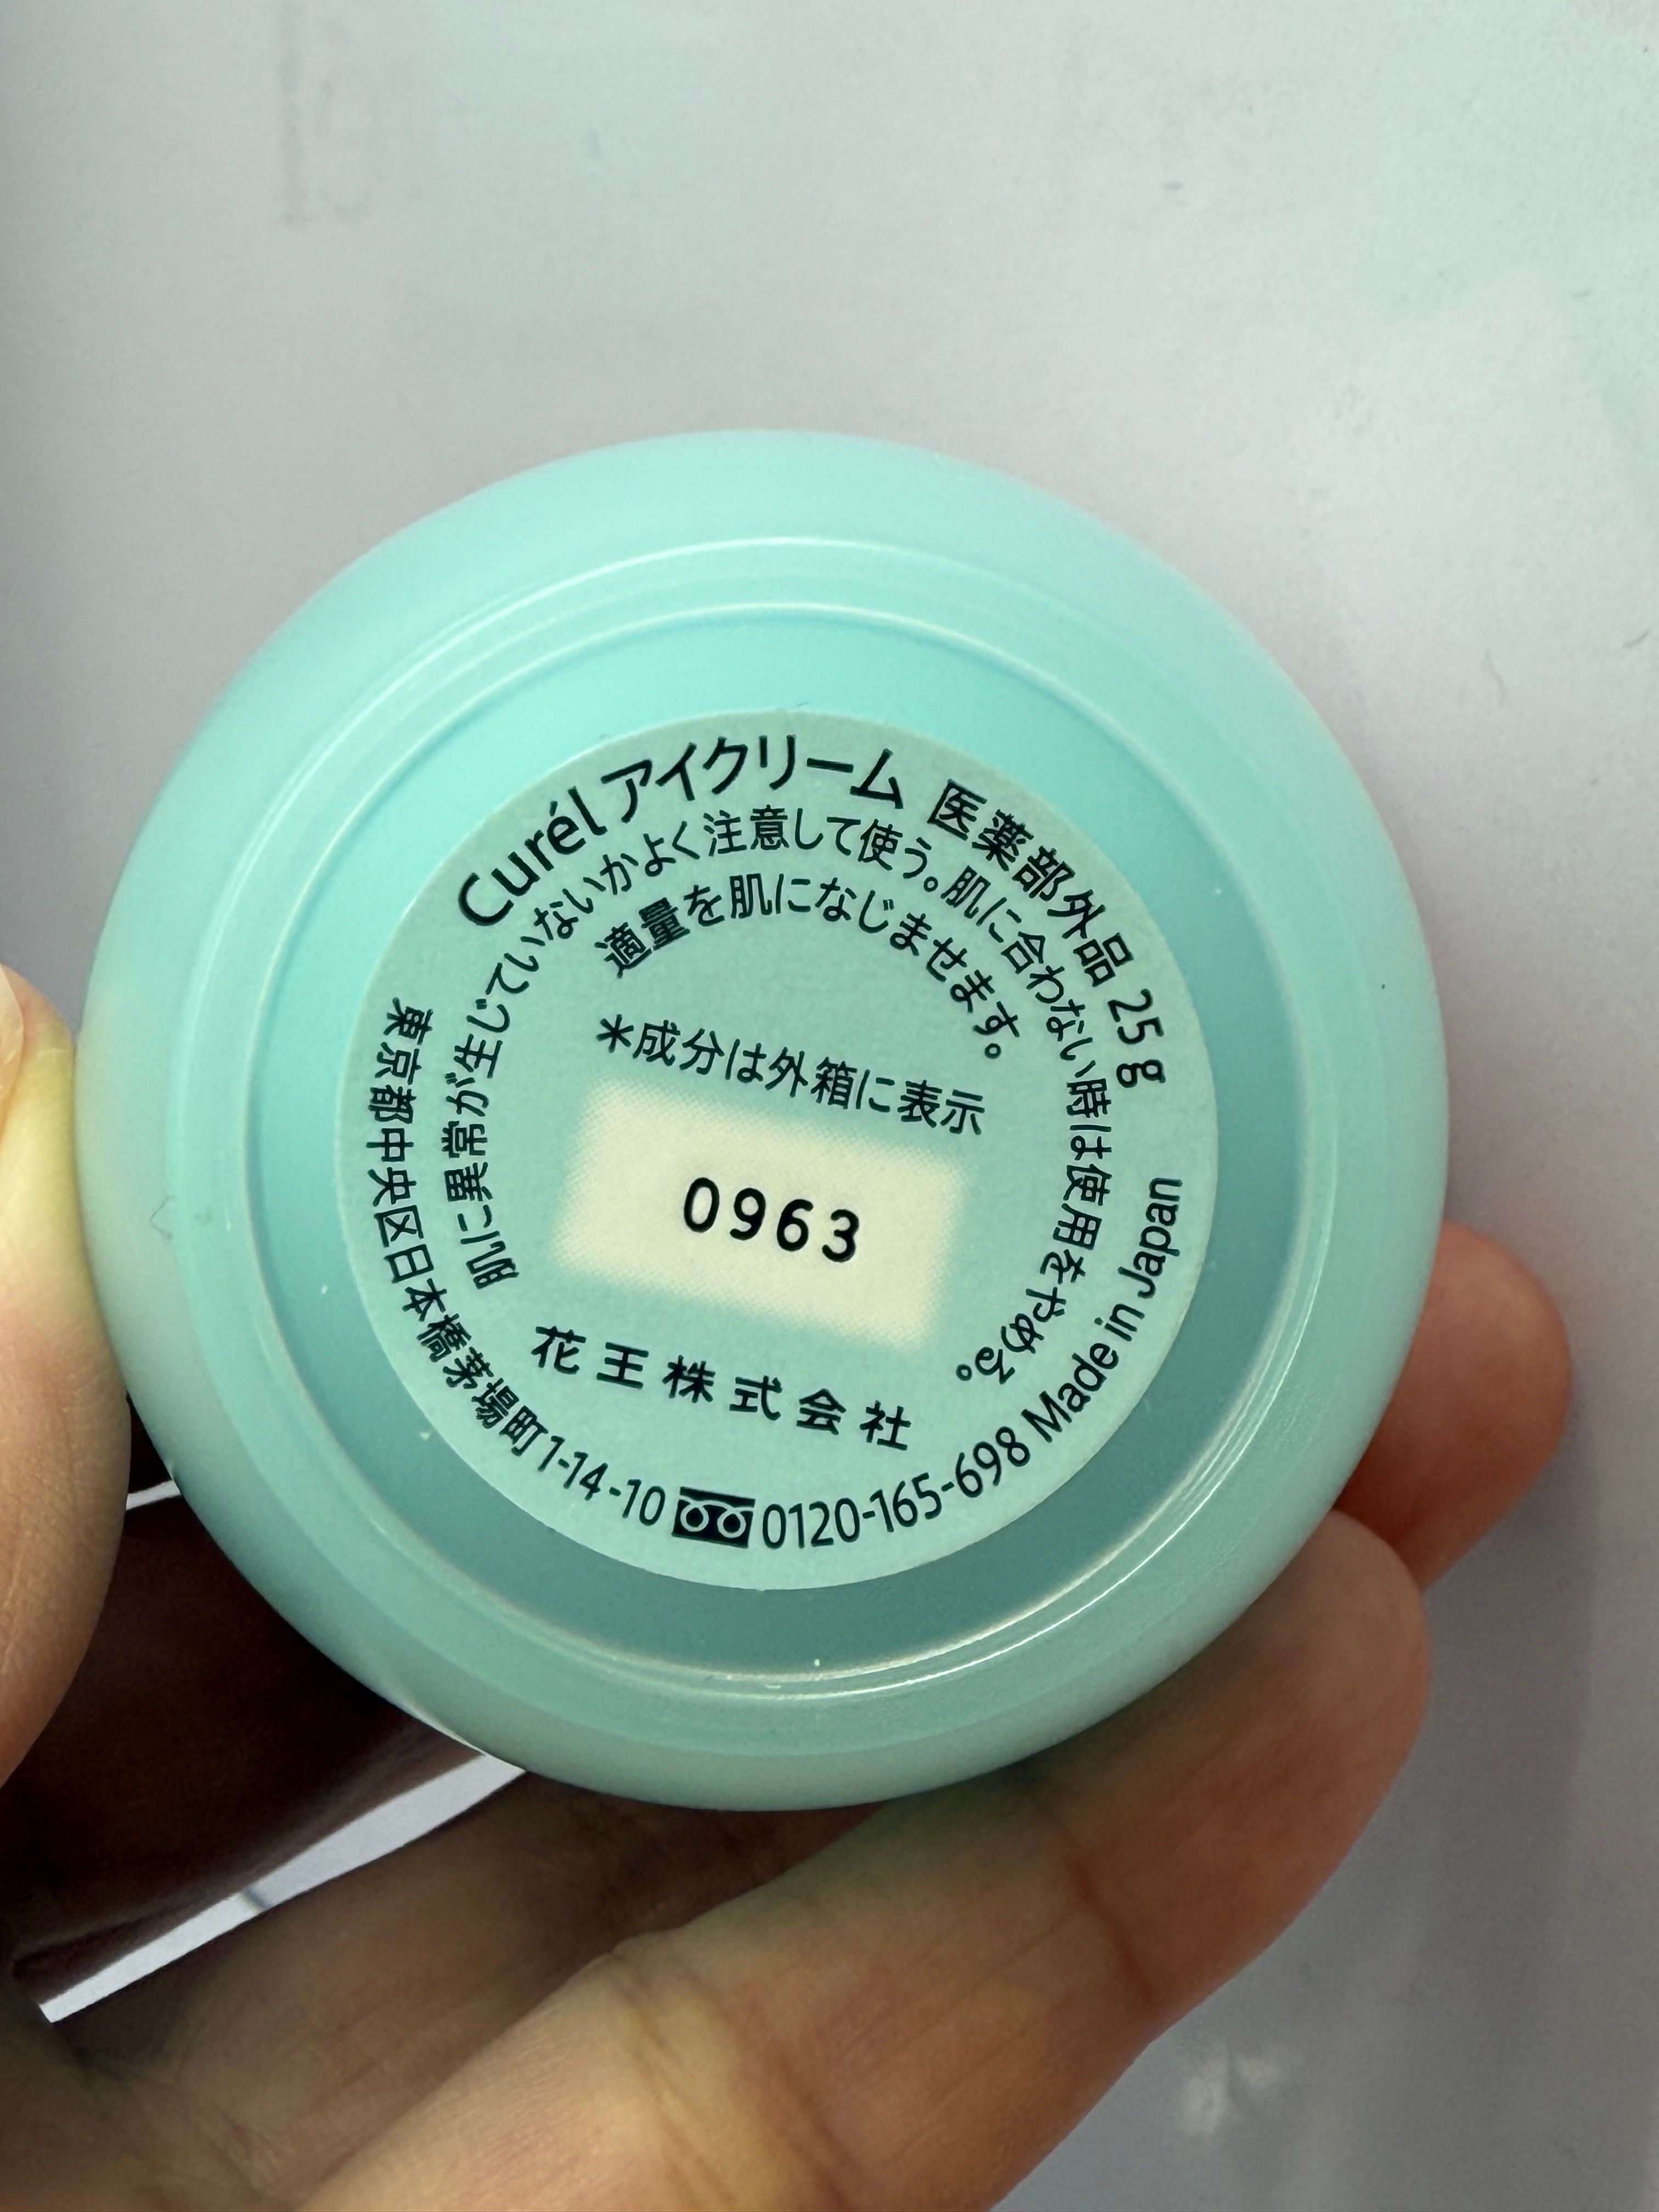 Curél アイクリーム 医薬部外品 25g
肌に異常が生じていないかよく注意して使う。肌に合わない時は使用をやめる。
適量を肌になじませます。
*成分は外箱に表示
0963
花王株式会社
東京都中央区日本橋茅場町1-14-10 0120-165-698 Made in Japan